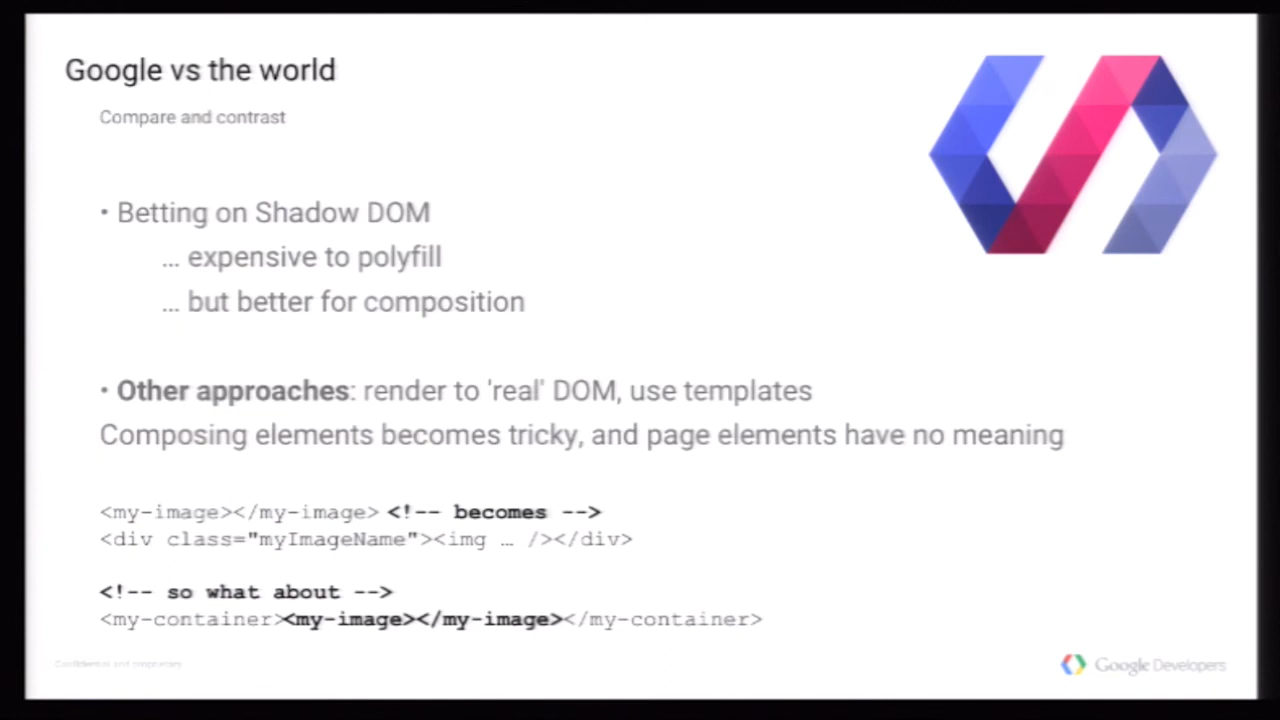 Google vs the world
Compare and contrast
• Betting on Shadow DOM
... expensive to polyfill
... but better for composition
• Other approaches: render to 'real' DOM, use templates
Composing elements becomes tricky, and page elements have no meaning
<my-image></my-image> <!-- becomes -->
<div class="myImageName"><img … /></div>
<!-- so what about -->
<my-container><my-image></my-image></my-container>
Confidential and proprietary
Google Developers